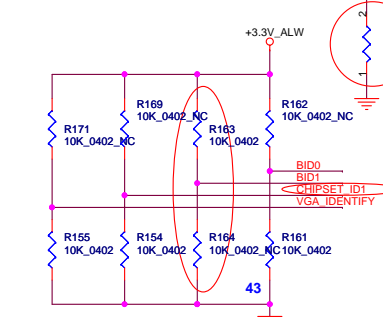 2
+3.3V_ALW
1
R169
10K_0402_NC
R162
10K_0402_NC
R171
10K_0402_NC
R163
10K_0402
BID0
BID1
CHIPSET_ID1
VGA_IDENTIFY
R155
10K_0402
R154
10K_0402
R164
10K_0402_NC
R161
10K_0402
43